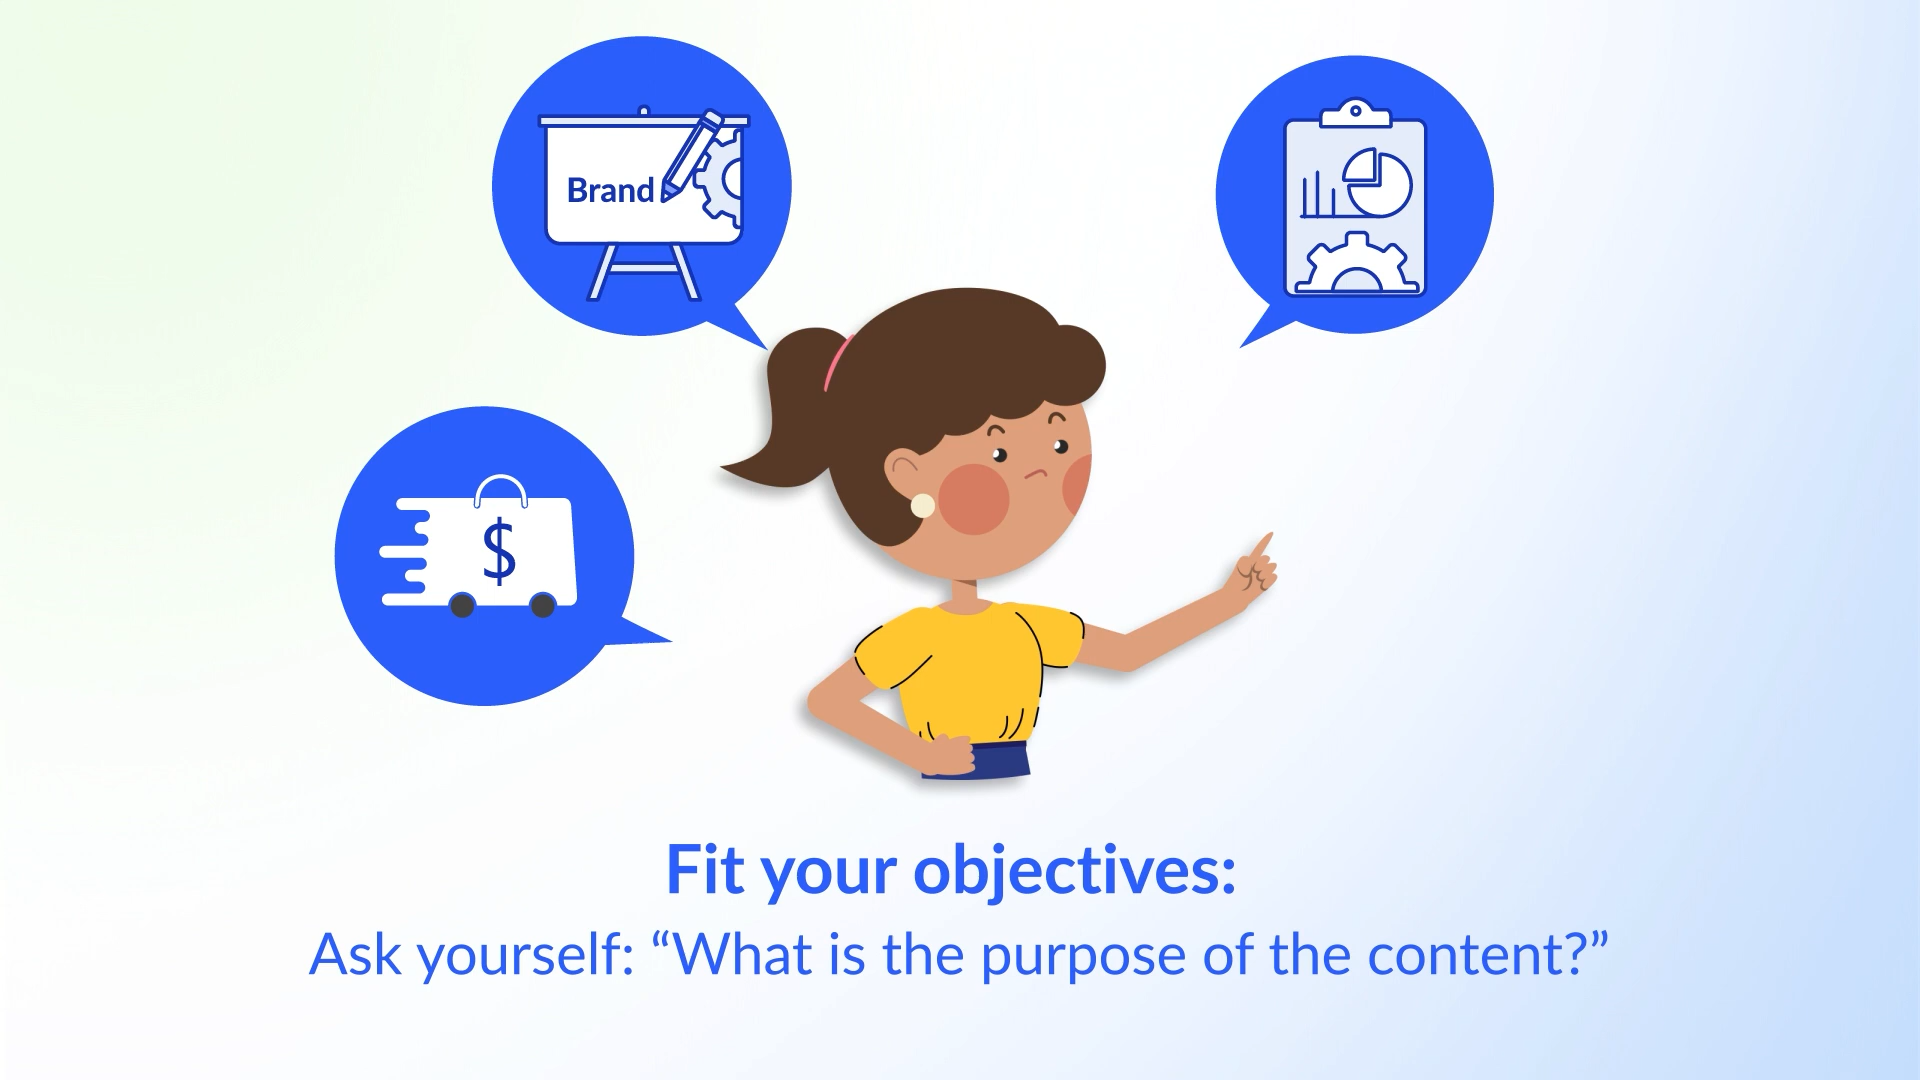 Brand
$
Fit your objectives:
Ask yourself: “What is the purpose of the content?”